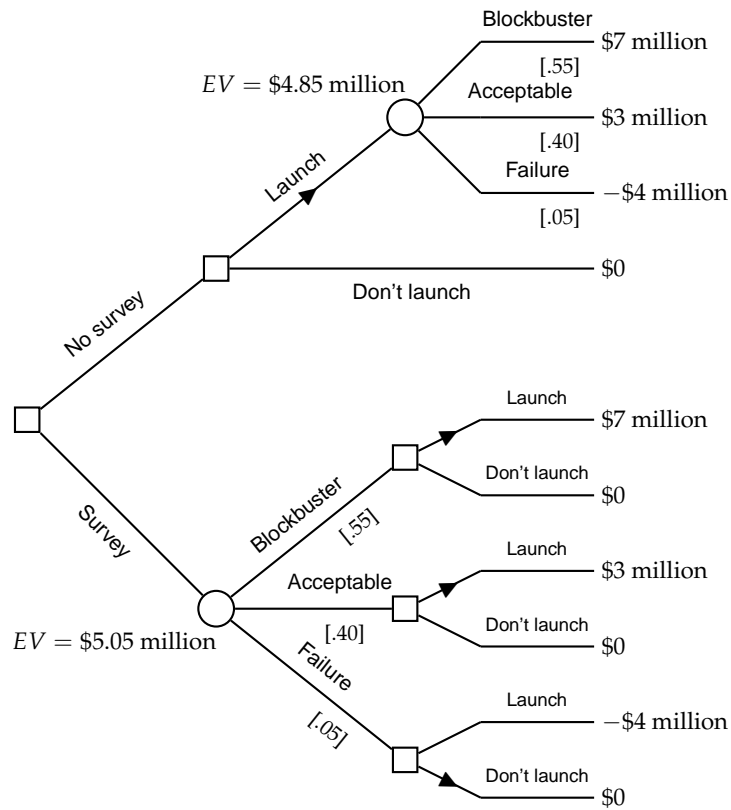 Blockbuster
$7 million
[.55]
EV = $4.85 million
Acceptable
$3 million
[.40]
Launch
Failure
−$4 million
[.05]
$0
Don't launch
No survey
Launch
$7 million
Blockbuster
Don't launch
$0
[.55]
Survey
Launch
$3 million
Acceptable
[.40]
Don't launch
$0
EV = $5.05 million
Failure
Launch
−$4 million
[.05]
Don't launch
$0